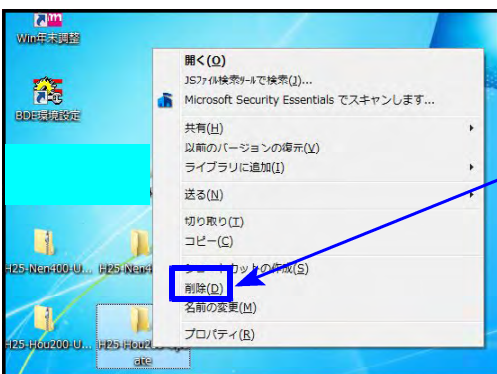 Win年末調整
BDE環境設定
H25-Nen400-U...
H25-Nen4
H25-Hou200-U...
H25-Hou2
ate
開く(O)
JSﾌｧｲﾙ検索ﾂｰﾙで検索(J)...
Microsoft Security Essentials でスキャンします...
共有(H)
以前のバージョンの復元(V)
ライブラリに追加(I)
送る(N)
切り取り(T)
コピー(C)
ショートカットの作成(S)
削除(D)
名前の変更(M)
プロパティ(R)